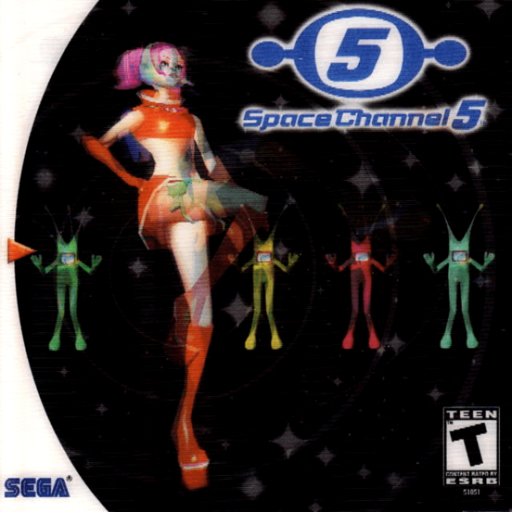 5
Space Channel 5
TEEN
T
CONTENT RATED BY
ESRB
51051
SEGA®